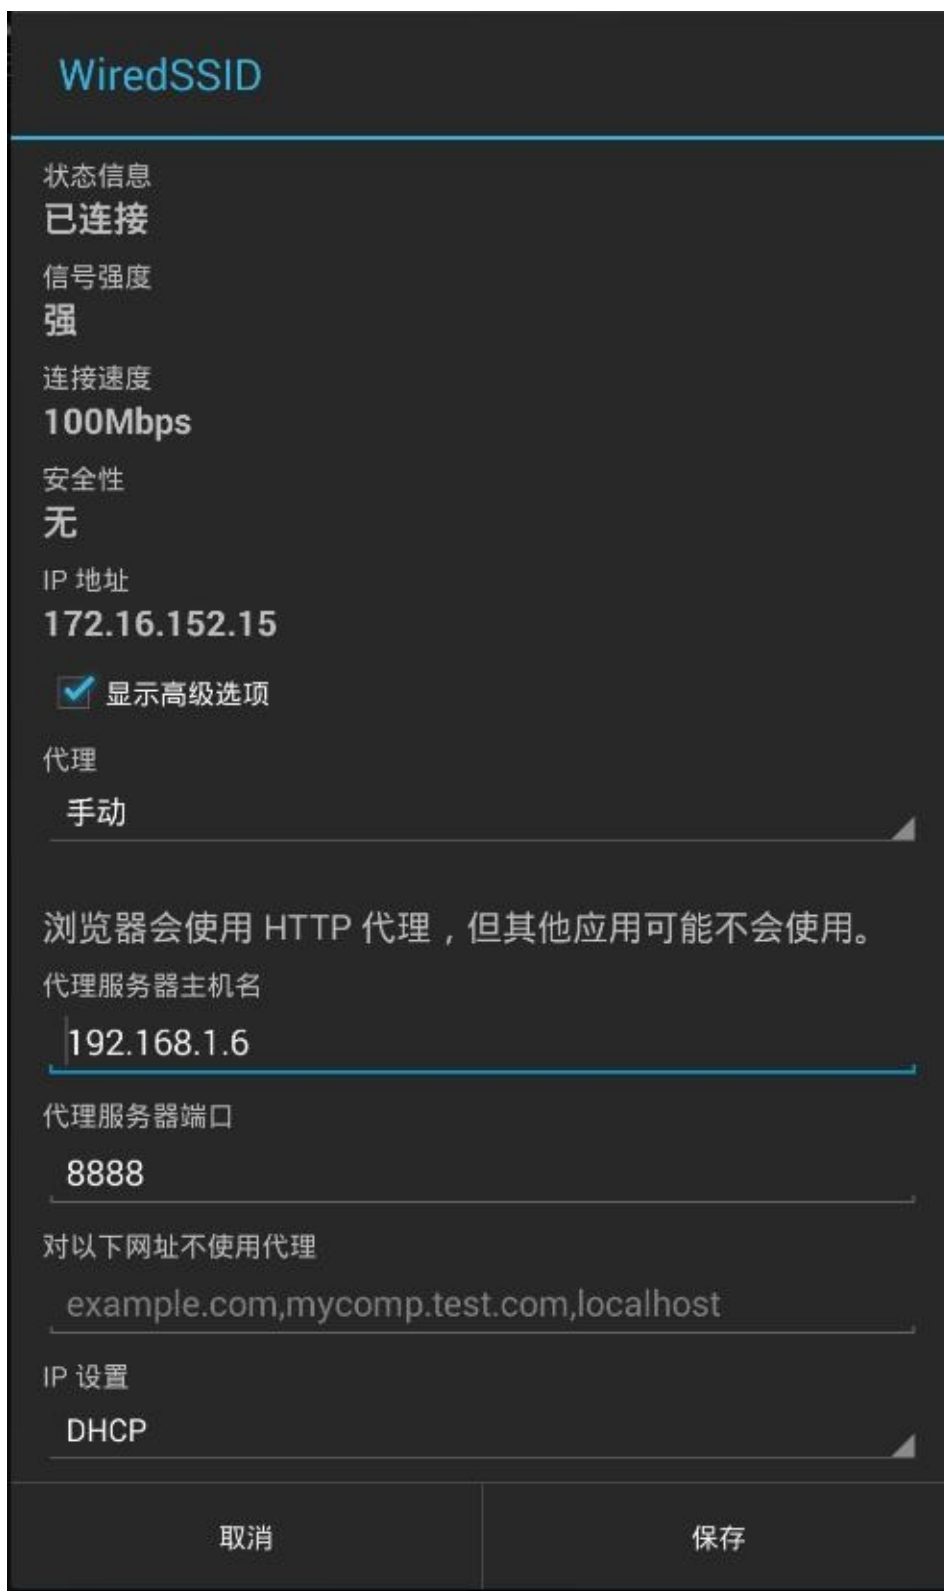 WiredSSID
状态信息
已连接
信号强度
强
连接速度
100Mbps
安全性
无
IP 地址
172.16.152.15
显示高级选项
代理
手动
浏览器会使用 HTTP 代理，但其他应用可能不会使用。
代理服务器主机名
192.168.1.6
代理服务器端口
8888
对以下网址不使用代理
example.com,mycomp.test.com,localhost
IP 设置
DHCP
取消 保存